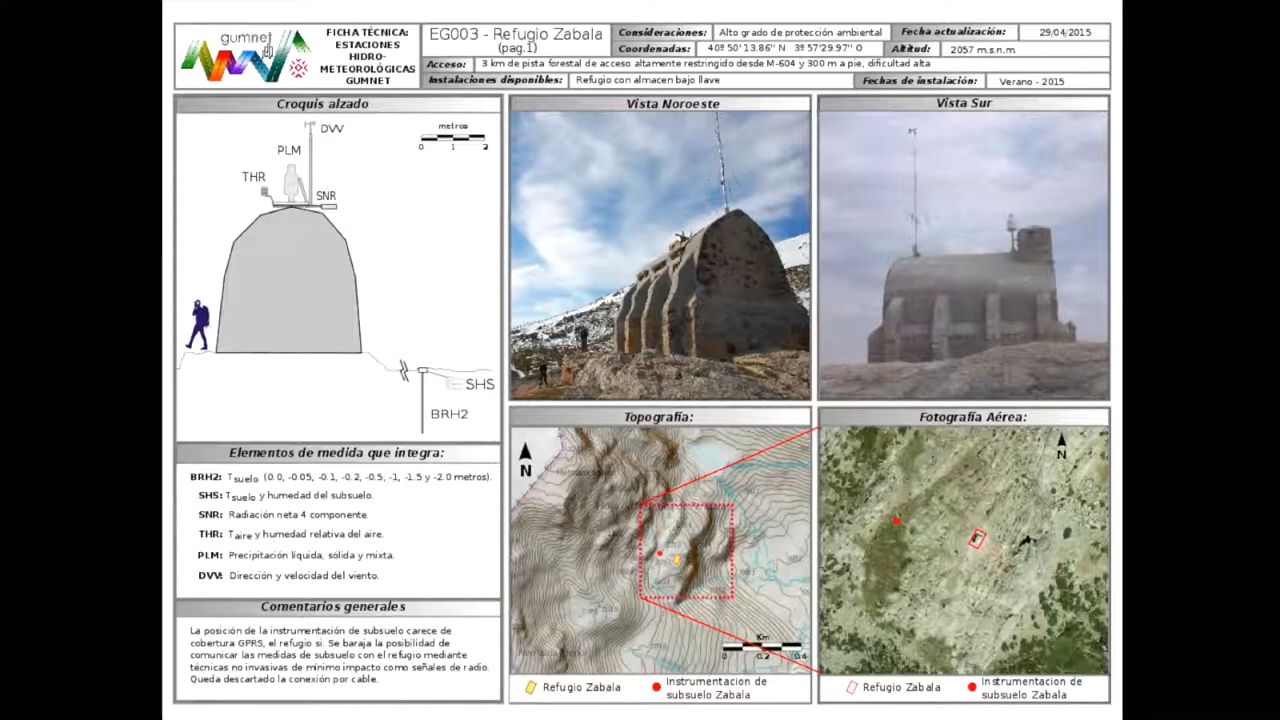 gumnet
FICHA TÉCNICA:
ESTACIONES
HIDRO-
METEOROLÓGICAS
GUMNET
EG003 - Refugio Zabala
(pag.1)
Consideraciones: Alto grado de protección ambiental
Fecha actualización: 29/04/2015
Coordenadas: 40º 50' 13.86'' N 3º 57'29.97'' O
Altitud: 2057 m.s.n.m
Acceso: 3 km de pista forestal de acceso altamente restringido desde M-604 y 300 m a pie, dificultad alta
Instalaciones disponibles: Refugio con almacen bajo llave
Fechas de instalación: Verano - 2015
Croquis alzado
metros
0 1 2
DVV
PLM
THR
SNR
SHS
BRH2
Elementos de medida que integra:
BRH2: Tsuelo (0.0, -0.05, -0.1, -0.2, -0.5, -1, -1.5 y -2.0 metros).
SHS: Tsuelo y humedad del subsuelo.
SNR: Radiación neta 4 componente.
THR: Taire y humedad relativa del aire.
PLM: Precipitación líquida, sólida y mixta.
DVV: Dirección y velocidad del viento.
Comentarios generales
La posición de la instrumentación de subsuelo carece de
cobertura GPRS, el refugio si. Se baraja la posibilidad de
comunicar las medidas de subsuelo con el refugio mediante
técnicas no invasivas de mínimo impacto como señales de radio.
Queda descartado la conexión por cable.
Vista Noroeste
Vista Sur
Topografía:
N
Km
0 0.2 0.4
Refugio Zabala
Instrumentacion de
subsuelo Zabala
Fotografía Aérea:
N
Refugio Zabala
Instrumentacion de
subsuelo Zabala